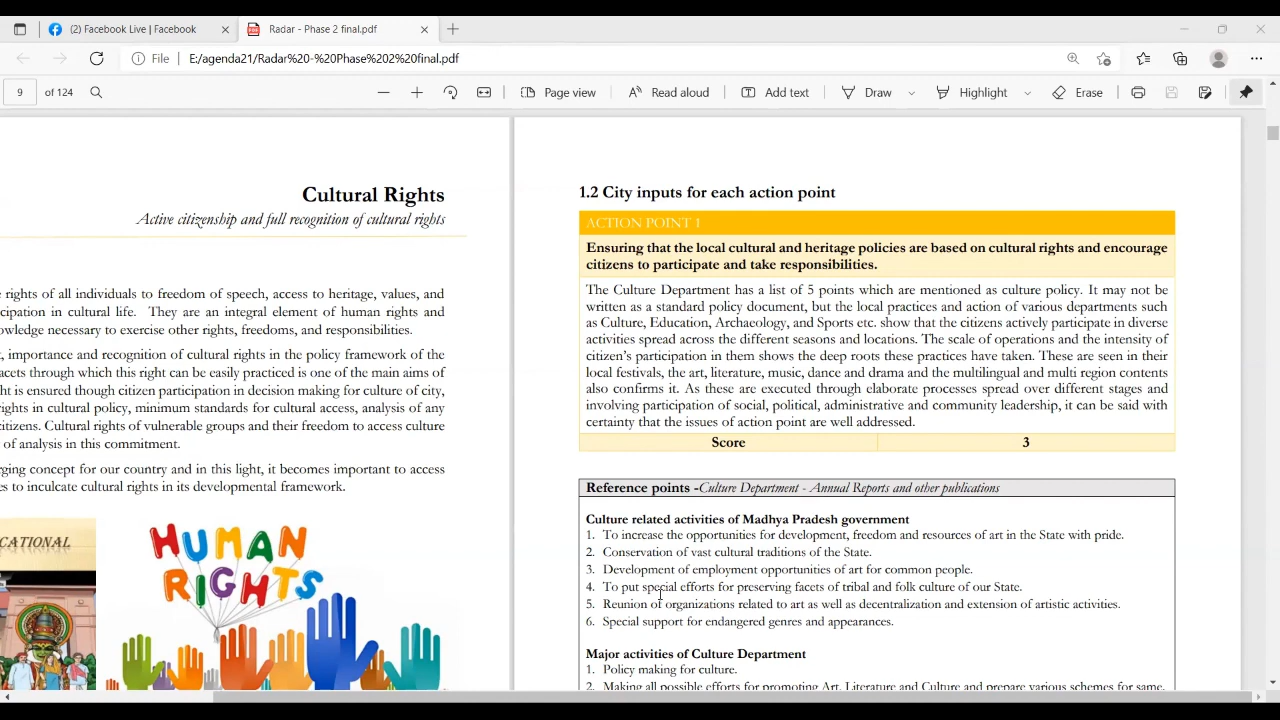 (2) Facebook Live | Facebook
Radar - Phase 2 final.pdf
File
E:/agenda21/Radar%20-%20Phase%202%20final.pdf
9 of 124
Page view
Read aloud
Add text
Draw
Highlight
Erase
Cultural Rights
Active citizenship and full recognition of cultural rights
rights of all individuals to freedom of speech, access to heritage, values, and
cipation in cultural life. They are an integral element of human rights and
owledge necessary to exercise other rights, freedoms, and responsibilities.
, importance and recognition of cultural rights in the policy framework of the
acets through which this right can be easily practiced is one of the main aims of
ht is ensured though citizen participation in decision making for culture of city,
ights in cultural policy, minimum standards for cultural access, analysis of any
citizens. Cultural rights of vulnerable groups and their freedom to access culture
of analysis in this commitment.
rging concept for our country and in this light, it becomes important to access
es to inculcate cultural rights in its developmental framework.
CATIONAL
HUMAN
RIGHTS
1.2 City inputs for each action point
ACTION POINT 1
Ensuring that the local cultural and heritage policies are based on cultural rights and encourage
citizens to participate and take responsibilities.
The Culture Department has a list of 5 points which are mentioned as culture policy. It may not be
written as a standard policy document, but the local practices and action of various departments such
as Culture, Education, Archaeology, and Sports etc. show that the citizens actively participate in diverse
activities spread across the different seasons and locations. The scale of operations and the intensity of
citizen's participation in them shows the deep roots these practices have taken. These are seen in their
local festivals, the art, literature, music, dance and drama and the multilingual and multi region contents
also confirms it. As these are executed through elaborate processes spread over different stages and
involving participation of social, political, administrative and community leadership, it can be said with
certainty that the issues of action point are well addressed.
Score 3
Reference points -Culture Department - Annual Reports and other publications
Culture related activities of Madhya Pradesh government
1. To increase the opportunities for development, freedom and resources of art in the State with pride.
2. Conservation of vast cultural traditions of the State.
3. Development of employment opportunities of art for common people.
4. To put special efforts for preserving facets of tribal and folk culture of our State.
5. Reunion of organizations related to art as well as decentralization and extension of artistic activities.
6. Special support for endangered genres and appearances.
Major activities of Culture Department
1. Policy making for culture.
2. Making all possible efforts for promoting Art, Literature and Culture and prepare various schemes for same.